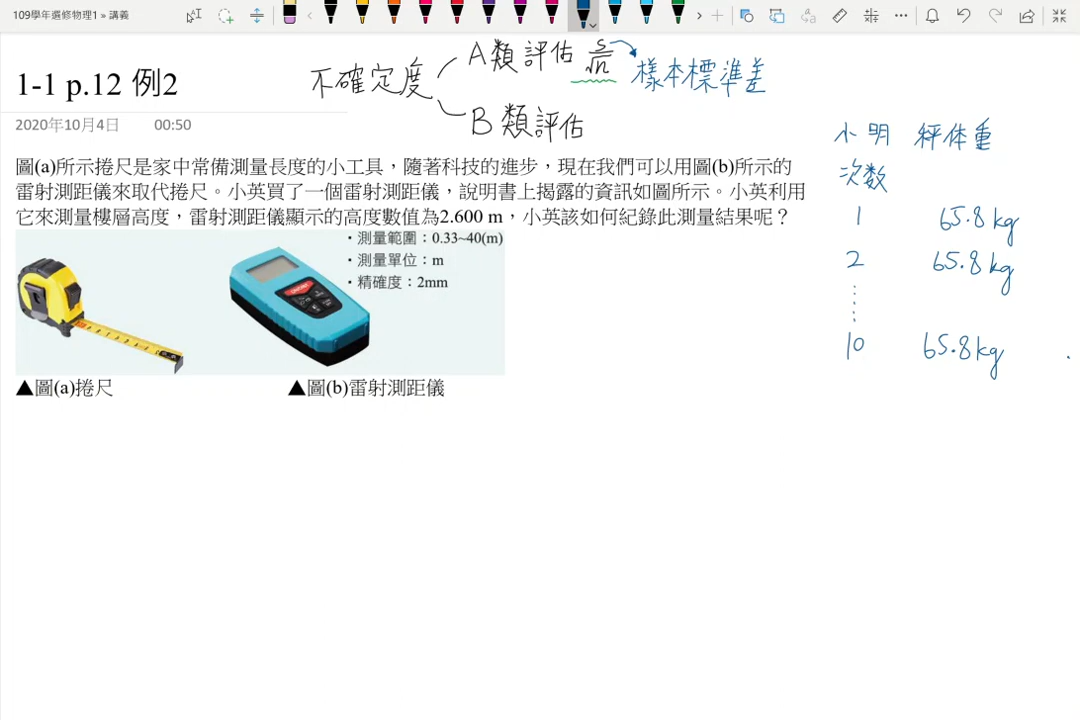 109學年選修物理1 » 講義
1-1 p.12 例2
2020年10月4日 00:50
不確定度
A類評估 s/√n
樣本標準差
B類評估
圖(a)所示捲尺是家中常備測量長度的小工具，隨著科技的進步，現在我們可以用圖(b)所示的
雷射測距儀來取代捲尺。小英買了一個雷射測距儀，說明書上揭露的資訊如圖所示。小英利用
它來測量樓層高度，雷射測距儀顯示的高度數值為2.600 m，小英該如何紀錄此測量結果呢？
・測量範圍：0.33~40(m)
・測量單位：m
・精確度：2mm
▲圖(a)捲尺
▲圖(b)雷射測距儀
小明 秤体重
次数
1 65.8 kg
2 65.8 kg
10 65.8 kg